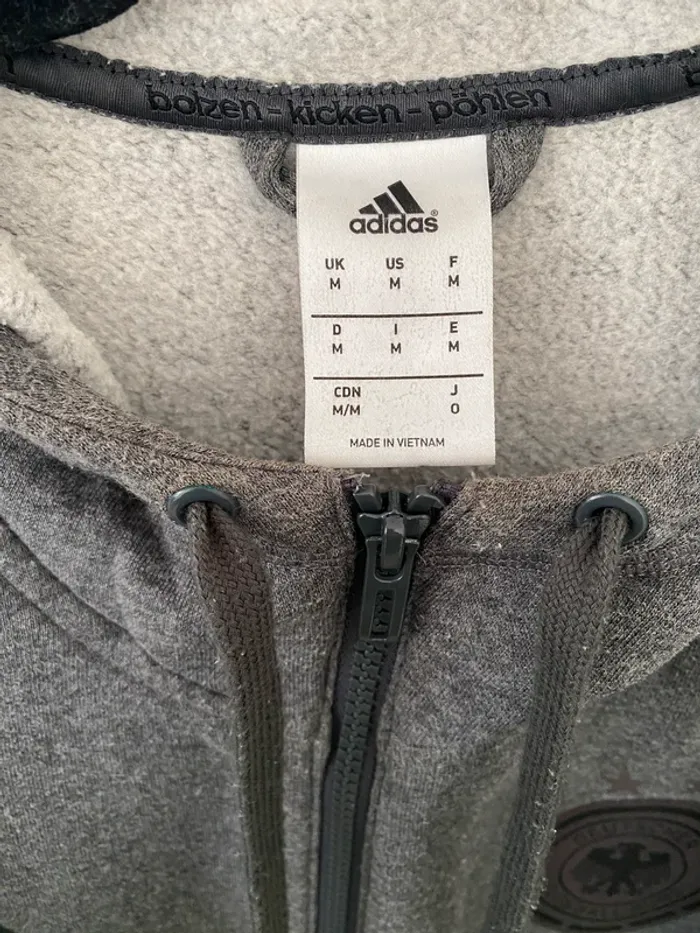 bolzen - kicken - pöhlen
adidas®
UK US F
M M M
D I E
M M M
CDN J
M/M O
MADE IN VIETNAM